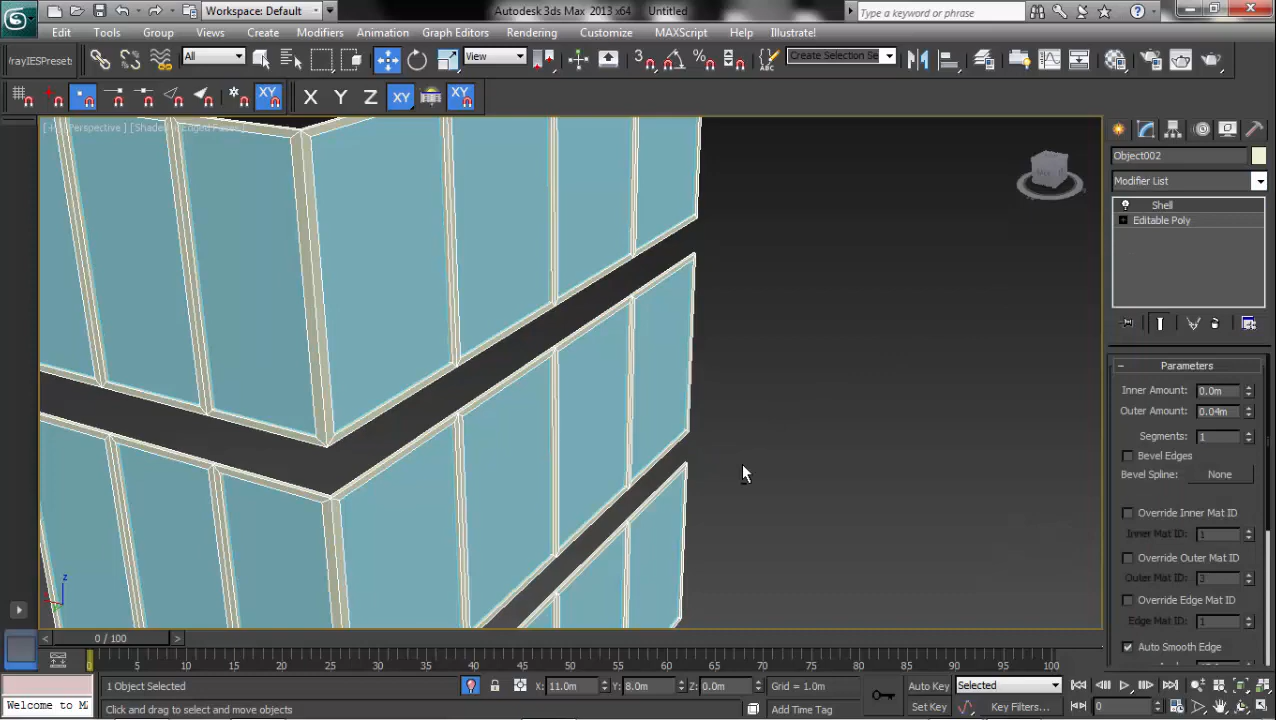 Workspace: Default
Autodesk 3ds Max 2013 x64 Untitled
Type a keyword or phrase
Edit Tools Group Views Create Modifiers Animation Graph Editors Rendering Customize MAXScript Help Illustrate!
All
View
Create Selection Se
X Y Z XY
Perspective ]
Object002
Modifier List
Shell
Editable Poly
Parameters
Inner Amount: 0.0m
Outer Amount: 0.04m
Segments: 1
Bevel Edges
Bevel Spline: None
Override Inner Mat ID
Inner Mat ID: 1
Override Outer Mat ID
Outer Mat ID: 3
Override Edge Mat ID
Edge Mat ID: 1
Auto Smooth Edge
z
< 0 / 100 >
0 5 10 15 20 25 30 35 40 45 50 55 60 65 70 75 80 85 90 95 100
1 Object Selected
X: 11.0m Y: 8.0m Z: 0.0m
Grid = 1.0m
Auto Key
Selected
Welcome to M
Click and drag to select and move objects
Add Time Tag
Set Key
Key Filters...
0